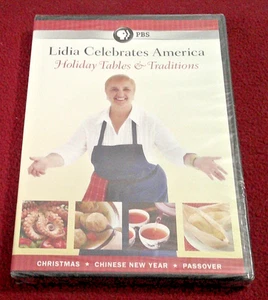 PBS
Lidia Celebrates America
Holiday Tables & Traditions
CHRISTMAS ★ CHINESE NEW YEAR ★ PASSOVER